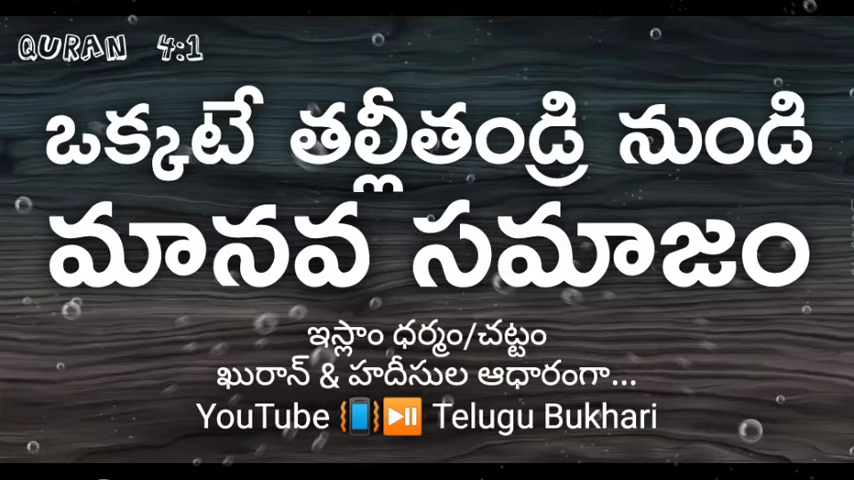 QURAN 4:1
ఒక్కటే తల్లీతండ్రి నుండి
మానవ సమాజం
ఇస్లాం ధర్మం/చట్టం
ఖురాన్ & హదీసుల ఆధారంగా...
YouTube 📳⏯ Telugu Bukhari